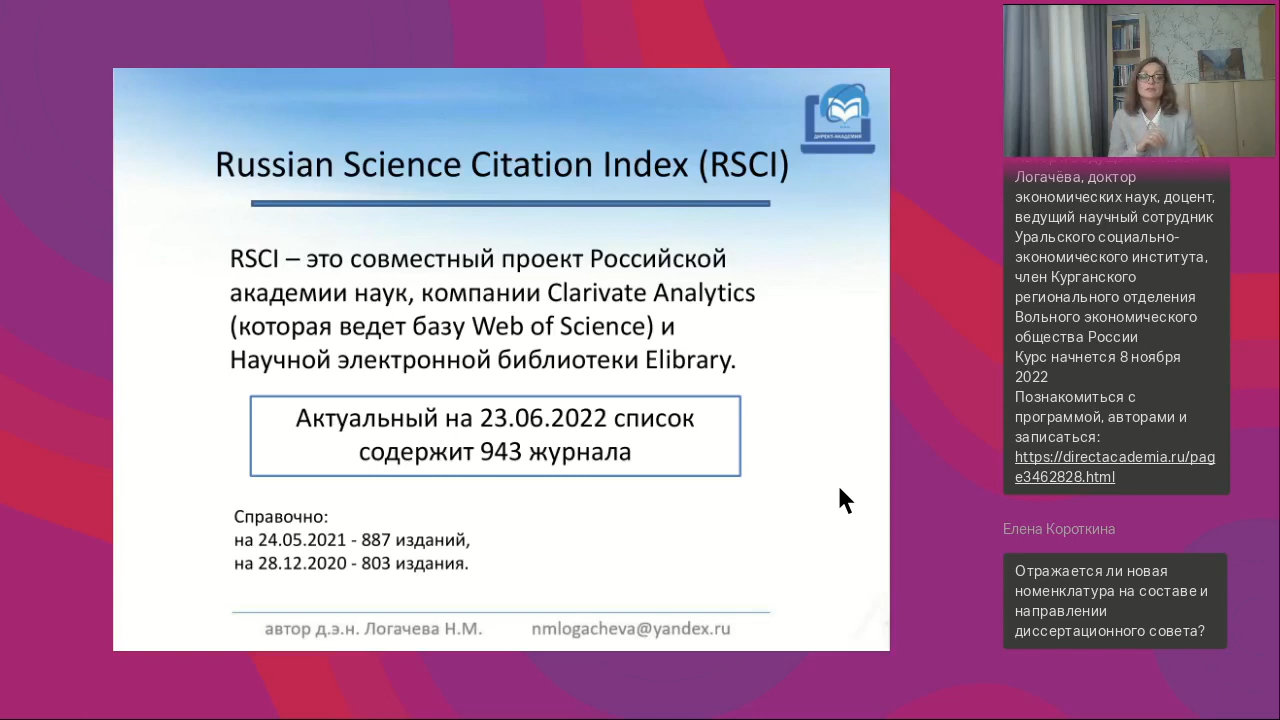 ДИРЕКТ-АКАДЕМИЯ
Russian Science Citation Index (RSCI)
RSCI – это совместный проект Российской
академии наук, компании Clarivate Analytics
(которая ведет базу Web of Science) и
Научной электронной библиотеки Elibrary.
Актуальный на 23.06.2022 список
содержит 943 журнала
Справочно:
на 24.05.2021 - 887 изданий,
на 28.12.2020 - 803 издания.
автор д.э.н. Логачева Н.М. nmlogacheva@yandex.ru
Логачёва, доктор
экономических наук, доцент,
ведущий научный сотрудник
Уральского социально-
экономического института,
член Курганского
регионального отделения
Вольного экономического
общества России
Курс начнется 8 ноября
2022
Познакомиться с
программой, авторами и
записаться:
https://directacademia.ru/pag
e3462828.html
Елена Короткина
Отражается ли новая
номенклатура на составе и
направлении
диссертационного совета?